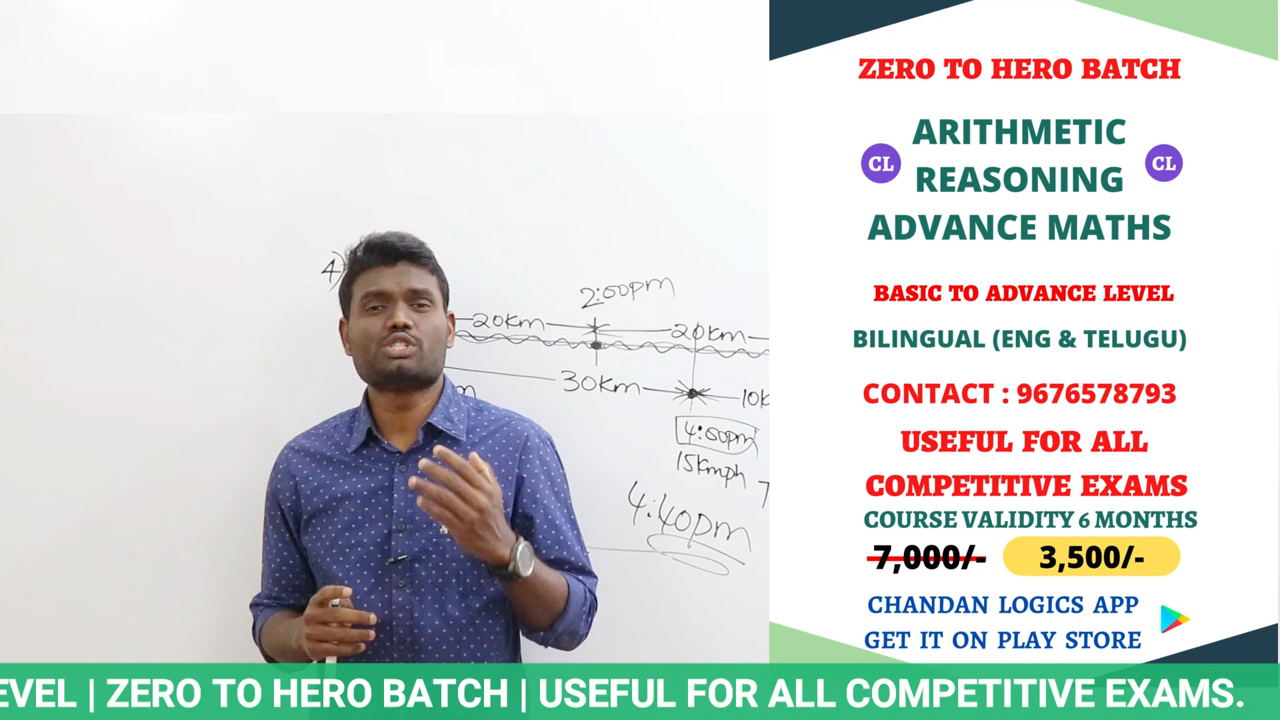 4)
2:00pm
20Km
20Km
30Km
10K
m
4:00pm
15Kmph
4:40pm
ZERO TO HERO BATCH
ARITHMETIC
CL
CL
REASONING
ADVANCE MATHS
BASIC TO ADVANCE LEVEL
BILINGUAL (ENG & TELUGU)
CONTACT : 9676578793
USEFUL FOR ALL
COMPETITIVE EXAMS
COURSE VALIDITY 6 MONTHS
7,000/- 3,500/-
CHANDAN LOGICS APP
GET IT ON PLAY STORE
EVEL | ZERO TO HERO BATCH | USEFUL FOR ALL COMPETITIVE EXAMS.